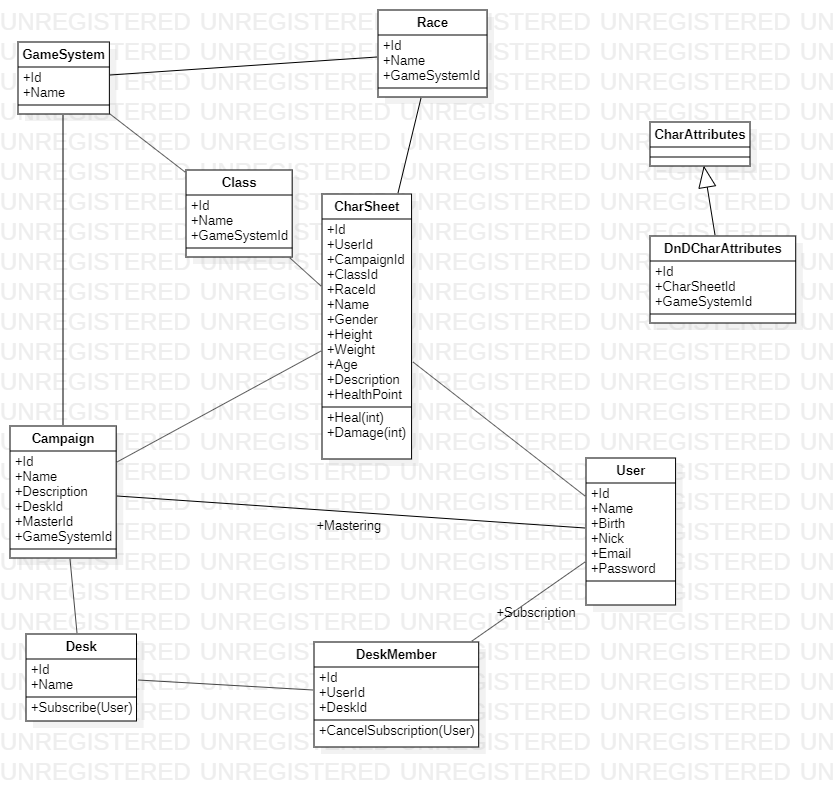 GameSystem
+Id
+Name
Race
+Id
+Name
+GameSystemId
CharAttributes
Class
+Id
+Name
+GameSystemId
CharSheet
+Id
+UserId
+CampaignId
+ClassId
+RaceId
+Name
+Gender
+Height
+Weight
+Age
+Description
+HealthPoint
+Heal(int)
+Damage(int)
DnDCharAttributes
+Id
+CharSheetId
+GameSystemId
Campaign
+Id
+Name
+Description
+DeskId
+MasterId
+GameSystemId
+Mastering
User
+Id
+Name
+Birth
+Nick
+Email
+Password
+Subscription
Desk
+Id
+Name
+Subscribe(User)
DeskMember
+Id
+UserId
+DeskId
+CancelSubscription(User)
UNREGISTERED UNREGISTERED UNREGISTERED UNREGISTERED UN